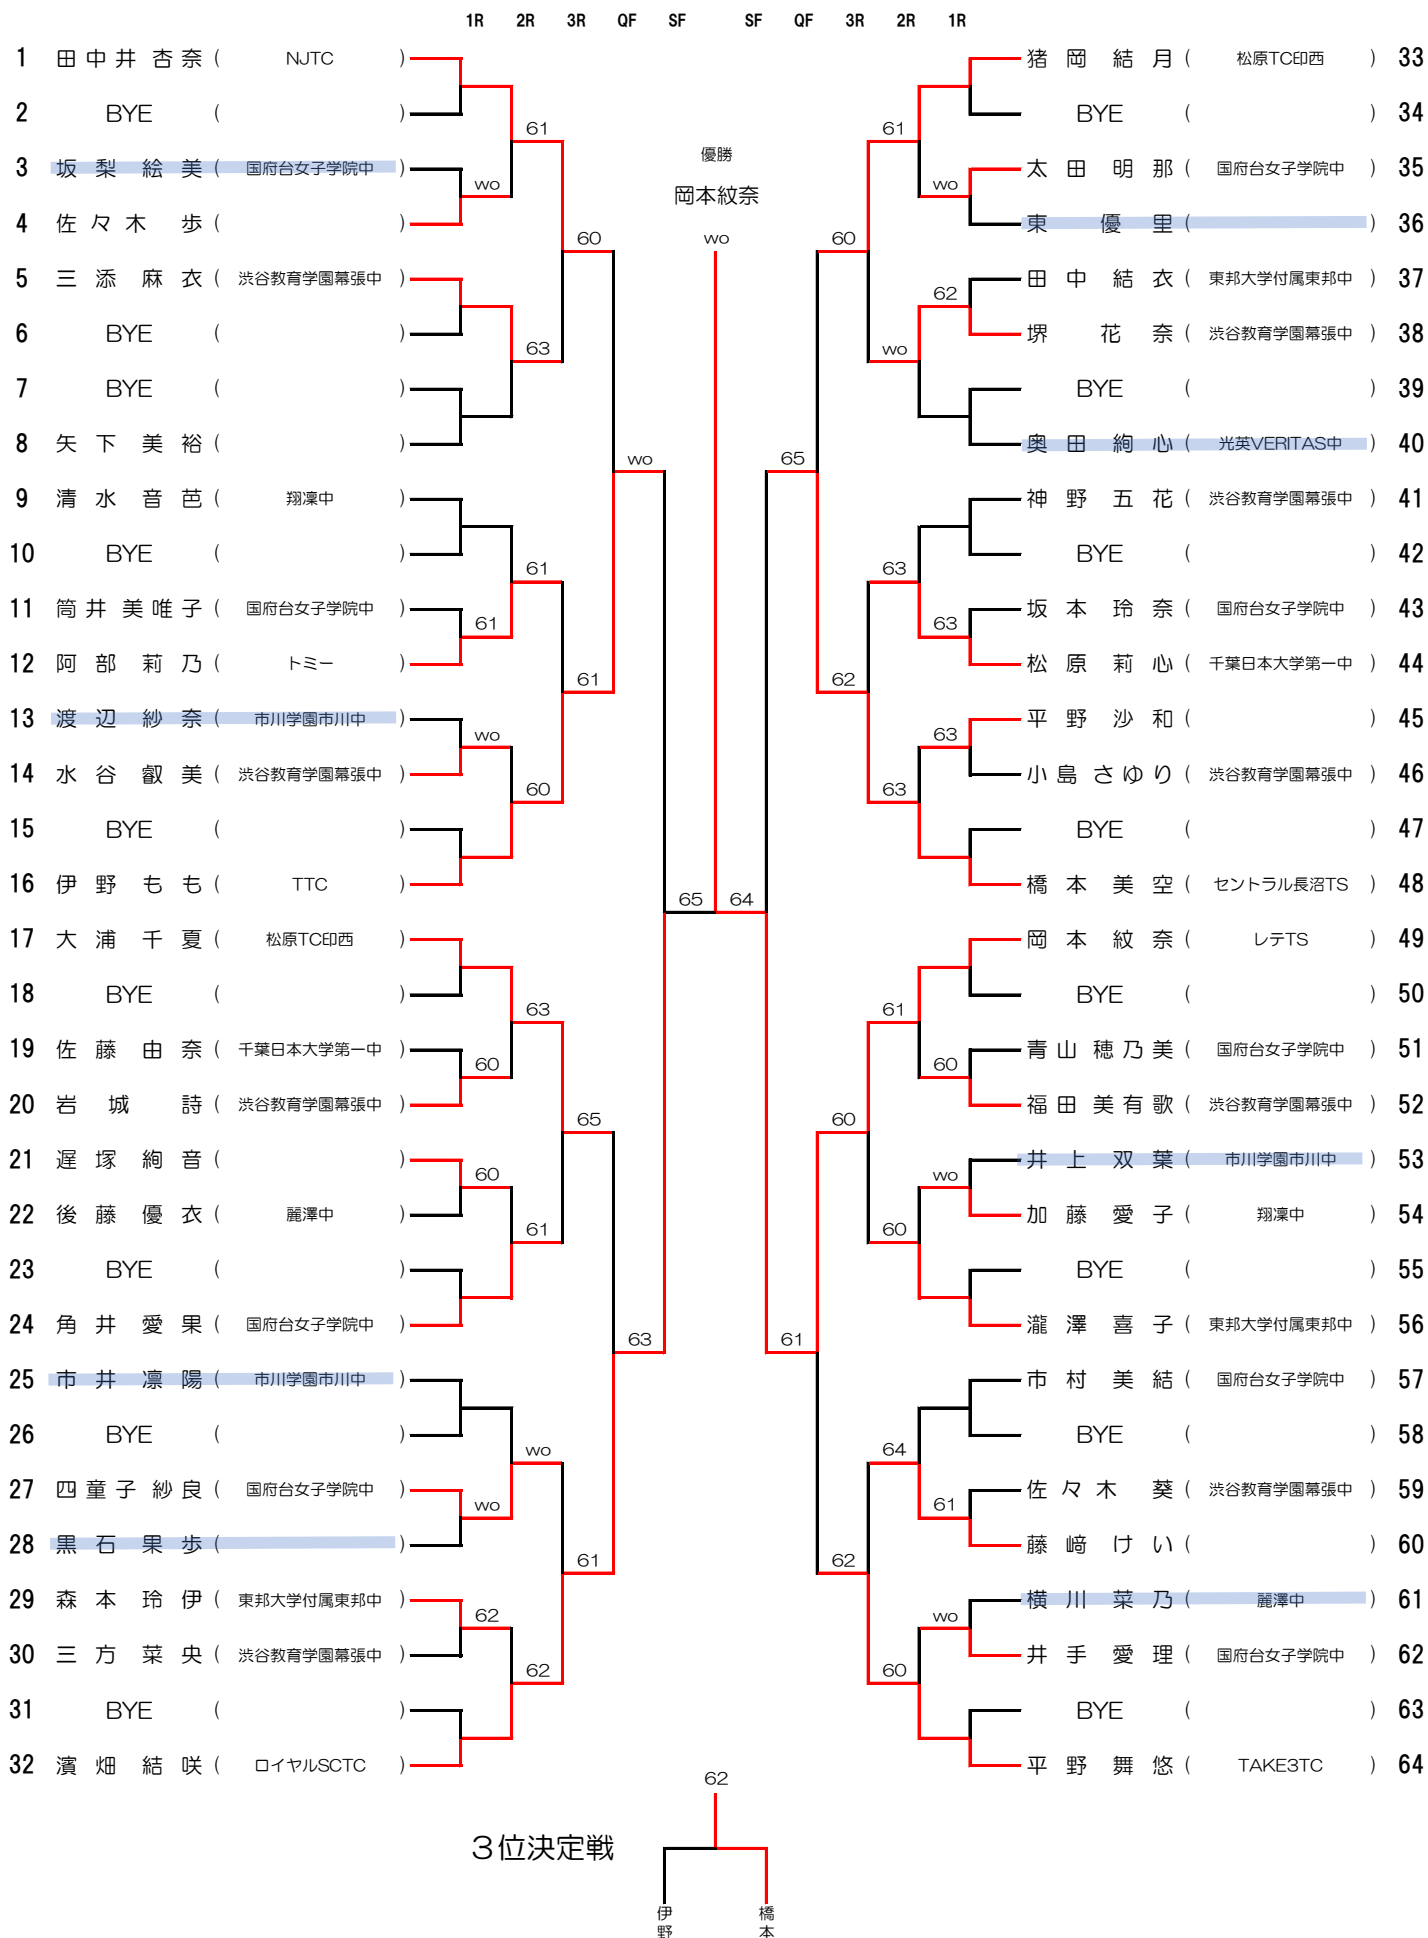 1R 2R 3R QF SF SF QF 3R 2R 1R
1 田中井 杏奈 ( NJTC )
2 BYE ( )
3 坂梨 絵美 ( 国府台女子学院中 )
4 佐々木 歩 ( )
5 三添 麻衣 ( 渋谷教育学園幕張中 )
6 BYE ( )
7 BYE ( )
8 矢下 美裕 ( )
9 清水 音芭 ( 翔凜中 )
10 BYE ( )
11 筒井 美唯子 ( 国府台女子学院中 )
12 阿部 莉乃 ( トミー )
13 渡辺 紗奈 ( 市川学園市川中 )
14 水谷 叡美 ( 渋谷教育学園幕張中 )
15 BYE ( )
16 伊野 もも ( TTC )
17 大浦 千夏 ( 松原TC印西 )
18 BYE ( )
19 佐藤 由奈 ( 千葉日本大学第一中 )
20 岩城 詩 ( 渋谷教育学園幕張中 )
21 遅塚 絢音 ( )
22 後藤 優衣 ( 麗澤中 )
23 BYE ( )
24 角井 愛果 ( 国府台女子学院中 )
25 市井 凛陽 ( 市川学園市川中 )
26 BYE ( )
27 四童子 紗良 ( 国府台女子学院中 )
28 黒石 果歩 ( )
29 森本 玲伊 ( 東邦大学付属東邦中 )
30 三方 菜央 ( 渋谷教育学園幕張中 )
31 BYE ( )
32 濱畑 結咲 ( ロイヤルSCTC )
wo
61
60
61
wo
60
62
61
63
61
60
63
61
wo
62
60
61
65
61
wo
63
優勝
岡本紋奈
wo
65 64
猪岡 結月 ( 松原TC印西 ) 33
BYE ( ) 34
太田 明那 ( 国府台女子学院中 ) 35
東 優里 ( ) 36
田中 結衣 ( 東邦大学付属東邦中 ) 37
堺 花奈 ( 渋谷教育学園幕張中 ) 38
BYE ( ) 39
奥田 絢心 ( 光英VERITAS中 ) 40
神野 五花 ( 渋谷教育学園幕張中 ) 41
BYE ( ) 42
坂本 玲奈 ( 国府台女子学院中 ) 43
松原 莉心 ( 千葉日本大学第一中 ) 44
平野 沙和 ( ) 45
小島 さゆり ( 渋谷教育学園幕張中 ) 46
BYE ( ) 47
橋本 美空 ( セントラル長沼TS ) 48
岡本 紋奈 ( レテTS ) 49
BYE ( ) 50
青山 穂乃美 ( 国府台女子学院中 ) 51
福田 美有歌 ( 渋谷教育学園幕張中 ) 52
井上 双葉 ( 市川学園市川中 ) 53
加藤 愛子 ( 翔凜中 ) 54
BYE ( ) 55
瀧澤 喜子 ( 東邦大学付属東邦中 ) 56
市村 美結 ( 国府台女子学院中 ) 57
BYE ( ) 58
佐々木 葵 ( 渋谷教育学園幕張中 ) 59
藤﨑 けい ( ) 60
横川 菜乃 ( 麗澤中 ) 61
井手 愛理 ( 国府台女子学院中 ) 62
BYE ( ) 63
平野 舞悠 ( TAKE3TC ) 64
wo
62
63
63
60
wo
61
wo
61
wo
63
63
61
60
64
60
60
62
60
62
65
61
3位決定戦
62
伊野
橋本